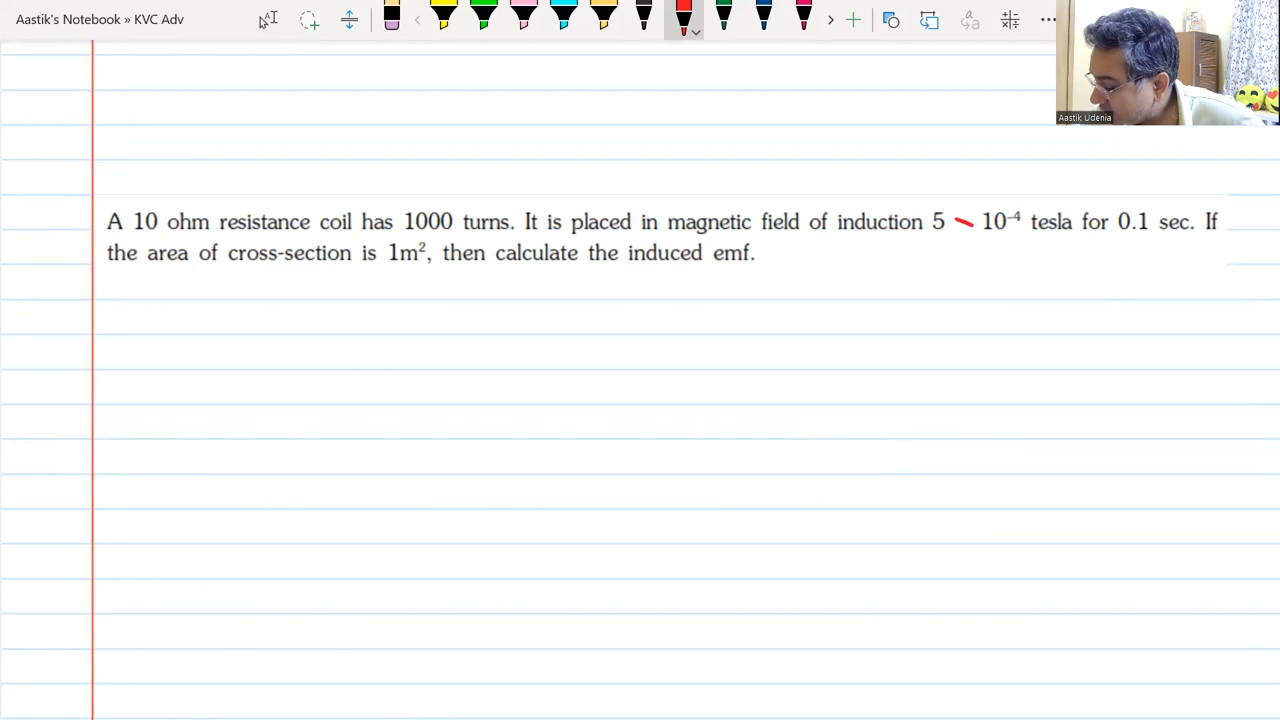 Aastik's Notebook » KVC Adv
Aastik Udenia
A 10 ohm resistance coil has 1000 turns. It is placed in magnetic field of induction 5 10⁻⁴ tesla for 0.1 sec. If
the area of cross-section is 1m², then calculate the induced emf.